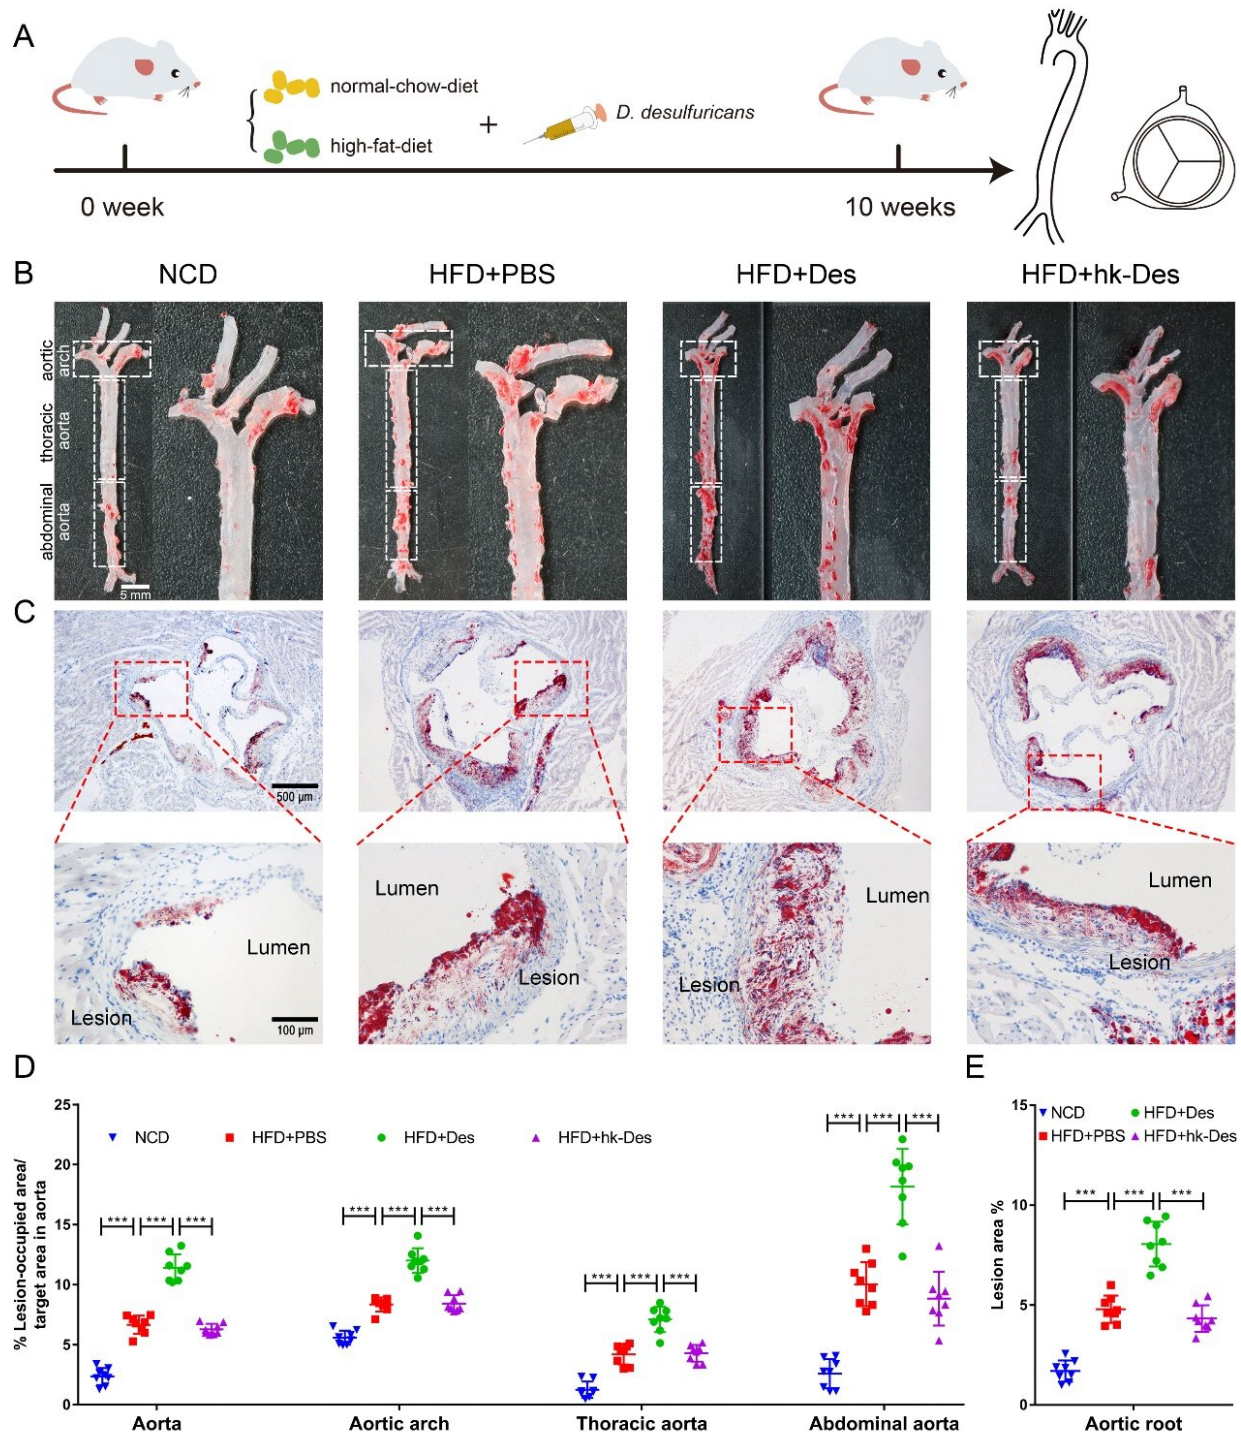 A
normal-chow-diet
high-fat-diet
+
D. desulfuricans
0 week
10 weeks
B
NCD
HFD+PBS
HFD+Des
HFD+hk-Des
aortic
arch
thoracic
aorta
abdominal
aorta
5 mm
C
500 µm
Lumen
Lesion
100 µm
Lumen
Lesion
Lumen
Lesion
Lumen
Lesion
D
% Lesion-occupied area/
target area in aorta
25
20
15
10
5
0
NCD
HFD+PBS
HFD+Des
HFD+hk-Des
*** *** ***
*** *** ***
*** *** ***
*** *** ***
Aorta
Aortic arch
Thoracic aorta
Abdominal aorta
E
Lesion area %
15
10
5
0
NCD
HFD+Des
HFD+PBS
HFD+hk-Des
*** *** ***
Aortic root